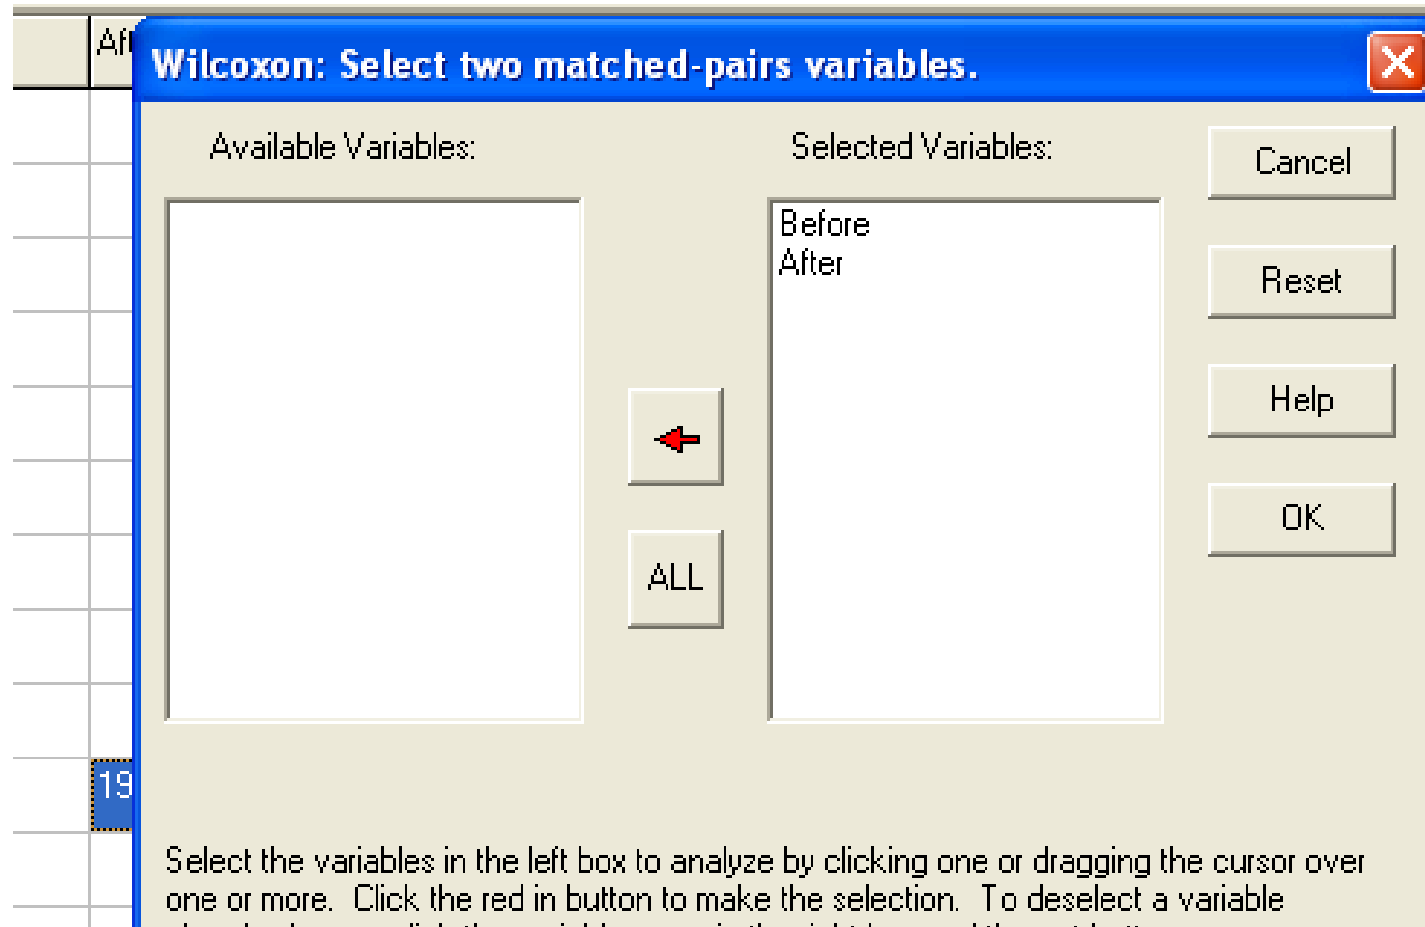 Aft
Wilcoxon: Select two matched-pairs variables.
Available Variables:
Selected Variables:
Before
After
Cancel
Reset
Help
OK
ALL
19
Select the variables in the left box to analyze by clicking one or dragging the cursor over
one or more. Click the red in button to make the selection. To deselect a variable